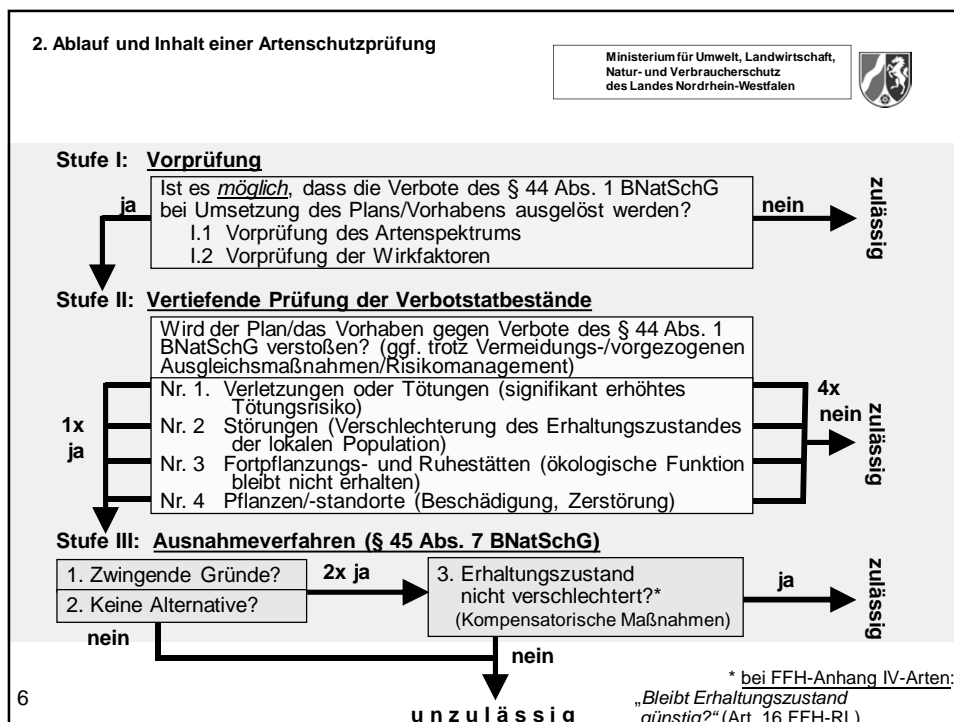 2. Ablauf und Inhalt einer Artenschutzprüfung
Ministerium für Umwelt, Landwirtschaft,
Natur- und Verbraucherschutz
des Landes Nordrhein-Westfalen
Stufe I: Vorprüfung
Ist es möglich, dass die Verbote des § 44 Abs. 1 BNatSchG
bei Umsetzung des Plans/Vorhabens ausgelöst werden?
I.1 Vorprüfung des Artenspektrums
I.2 Vorprüfung der Wirkfaktoren
ja
nein
zulässig
Stufe II: Vertiefende Prüfung der Verbotstatbestände
Wird der Plan/das Vorhaben gegen Verbote des § 44 Abs. 1
BNatSchG verstoßen? (ggf. trotz Vermeidungs-/vorgezogenen
Ausgleichsmaßnahmen/Risikomanagement)
Nr. 1. Verletzungen oder Tötungen (signifikant erhöhtes
Tötungsrisiko)
Nr. 2 Störungen (Verschlechterung des Erhaltungszustandes
der lokalen Population)
Nr. 3 Fortpflanzungs- und Ruhestätten (ökologische Funktion
bleibt nicht erhalten)
Nr. 4 Pflanzen/-standorte (Beschädigung, Zerstörung)
1x
ja
4x
nein
zulässig
Stufe III: Ausnahmeverfahren (§ 45 Abs. 7 BNatSchG)
1. Zwingende Gründe?
2. Keine Alternative?
2x ja
3. Erhaltungszustand
nicht verschlechtert?*
(Kompensatorische Maßnahmen)
ja
zulässig
nein
nein
unzulässig
* bei FFH-Anhang IV-Arten:
„Bleibt Erhaltungszustand
günstig?“ (Art. 16 FFH-RL)
6